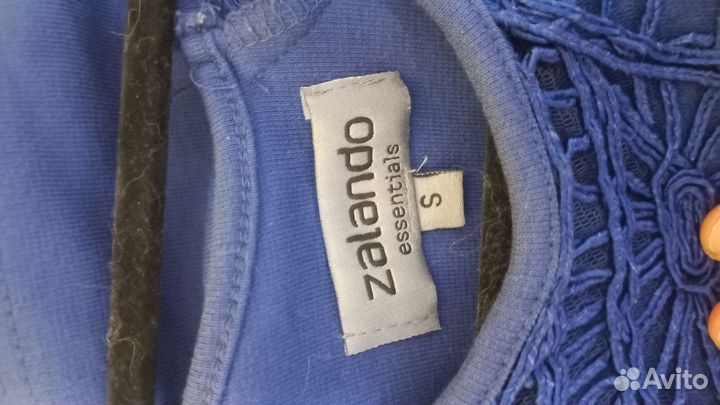 zalando
essentials
S
Avito